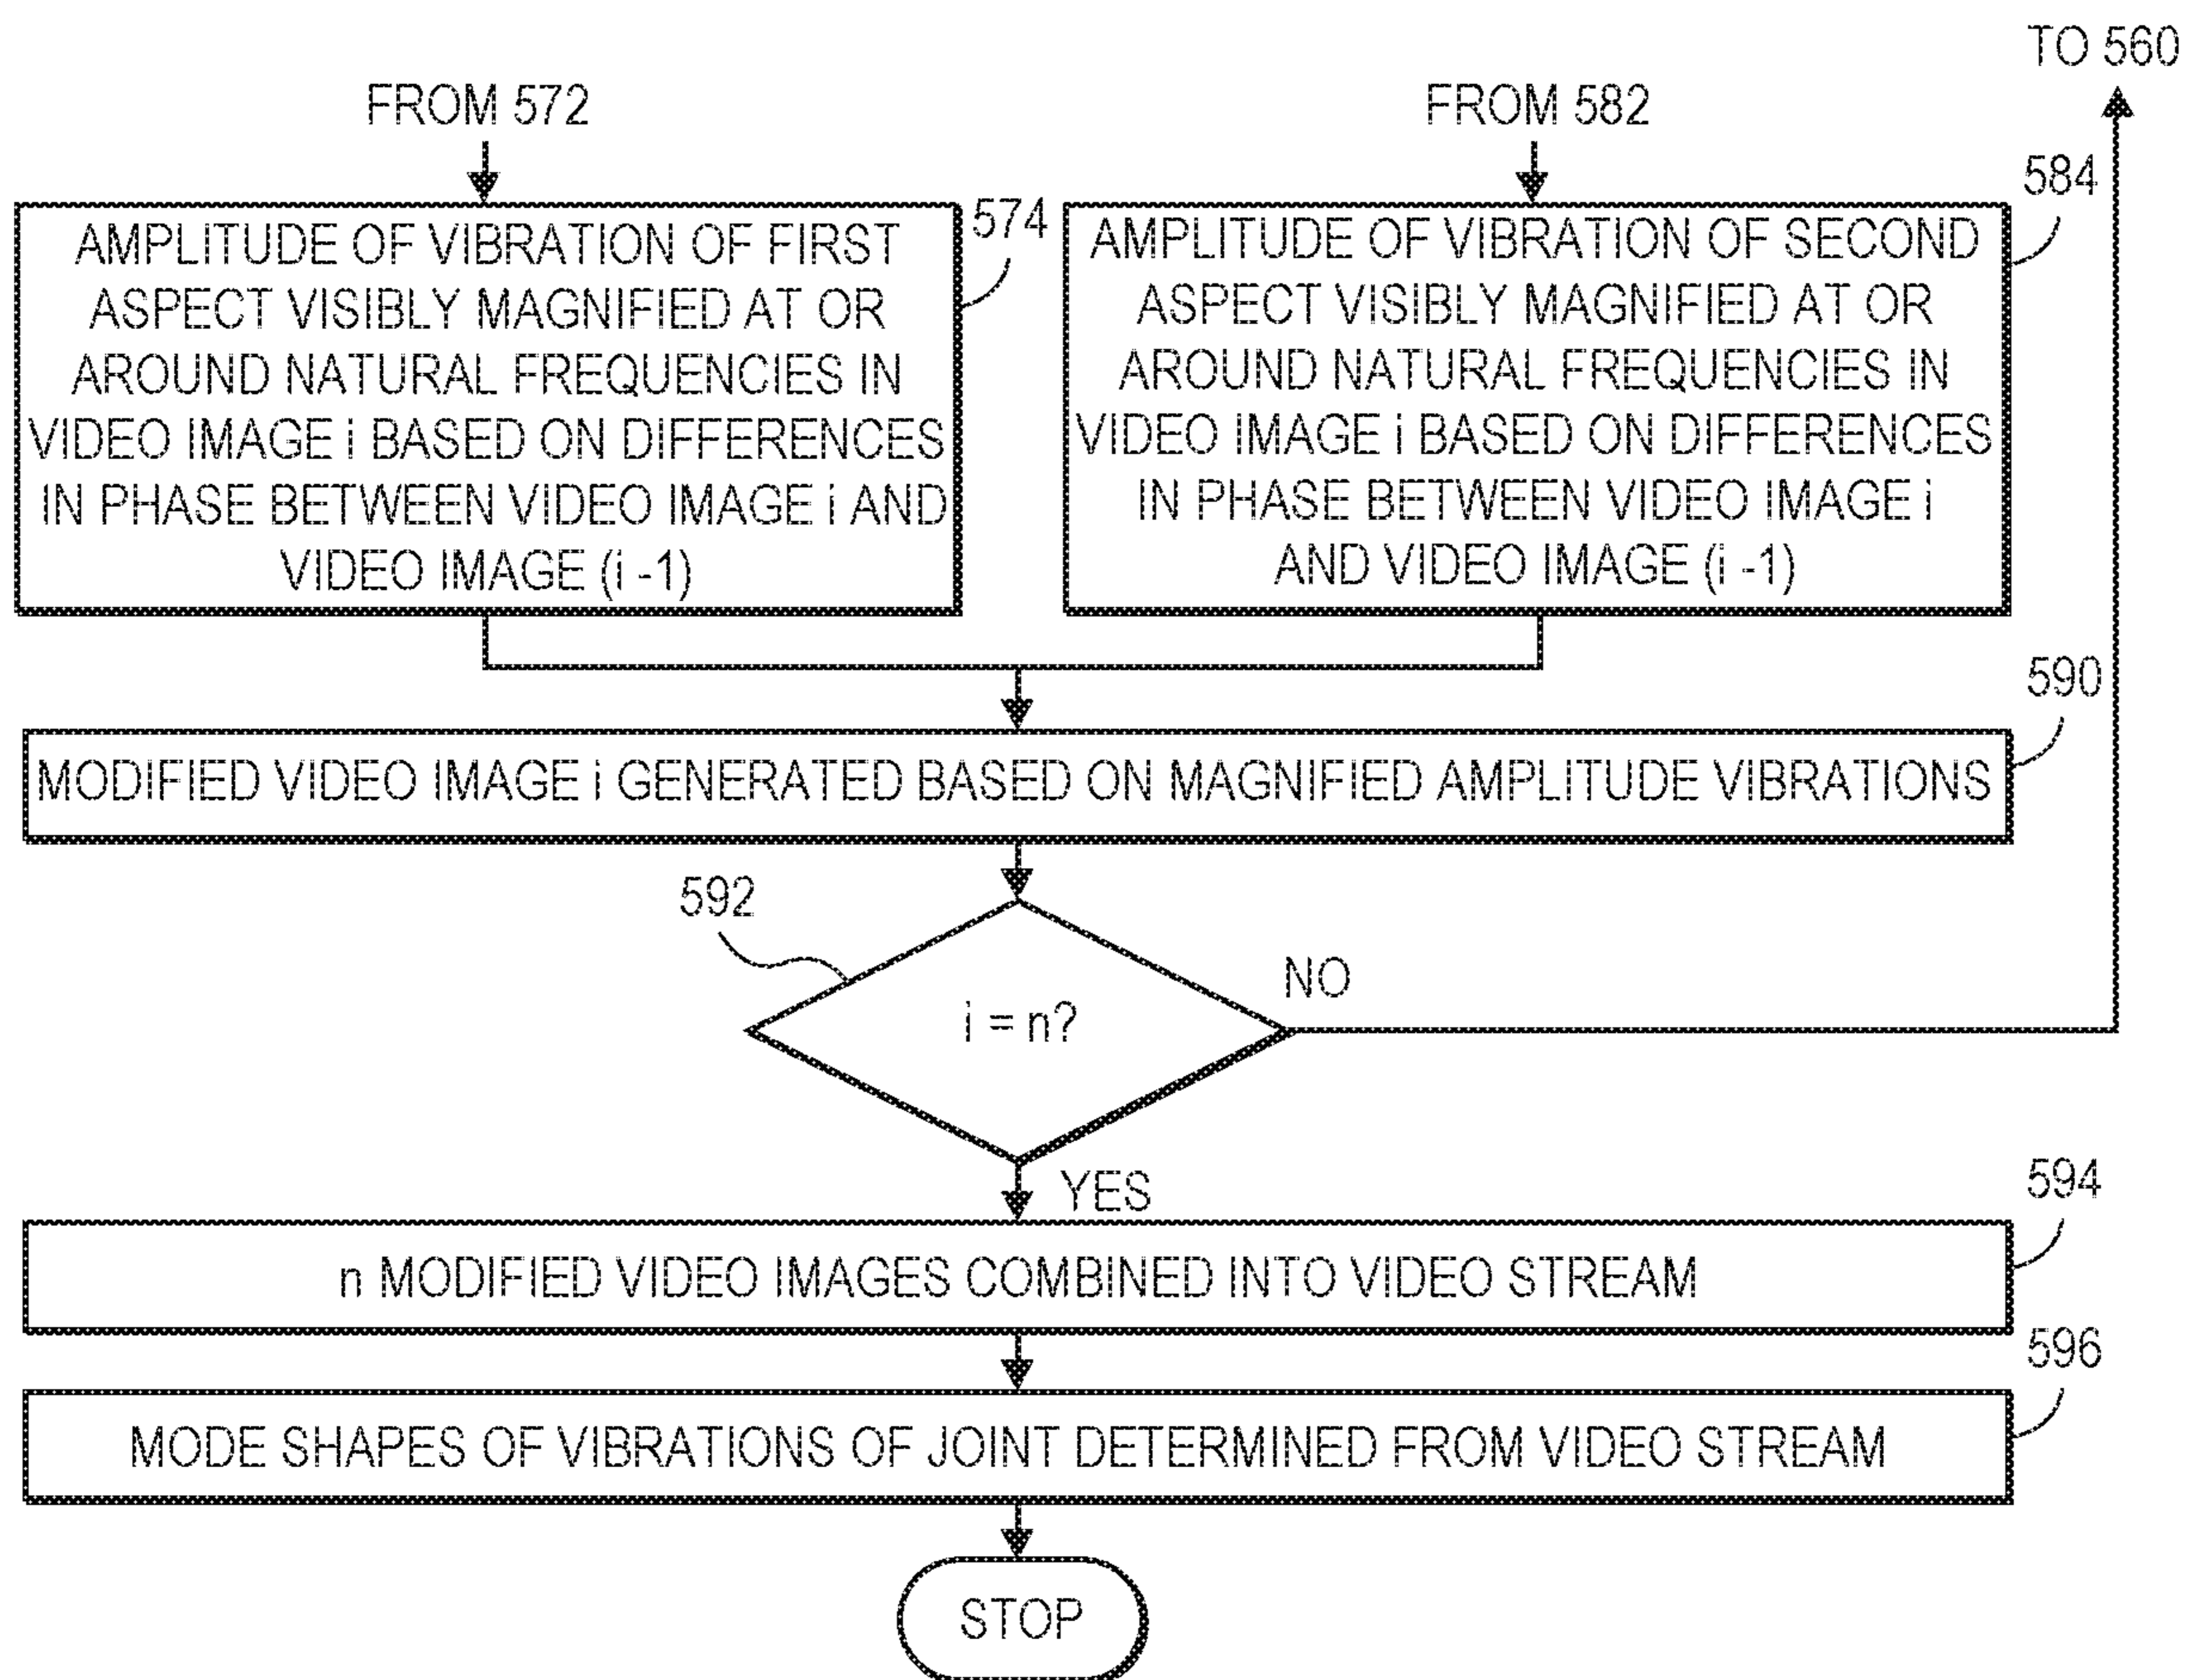 TO 560
FROM 572
FROM 582
574
AMPLITUDE OF VIBRATION OF FIRST
ASPECT VISIBLY MAGNIFIED AT OR
AROUND NATURAL FREQUENCIES IN
VIDEO IMAGE i BASED ON DIFFERENCES
IN PHASE BETWEEN VIDEO IMAGE i AND
VIDEO IMAGE (i -1)
584
AMPLITUDE OF VIBRATION OF SECOND
ASPECT VISIBLY MAGNIFIED AT OR
AROUND NATURAL FREQUENCIES IN
VIDEO IMAGE i BASED ON DIFFERENCES
IN PHASE BETWEEN VIDEO IMAGE i
AND VIDEO IMAGE (i -1)
590
MODIFIED VIDEO IMAGE i GENERATED BASED ON MAGNIFIED AMPLITUDE VIBRATIONS
592
i = n?
NO
YES
594
n MODIFIED VIDEO IMAGES COMBINED INTO VIDEO STREAM
596
MODE SHAPES OF VIBRATIONS OF JOINT DETERMINED FROM VIDEO STREAM
STOP